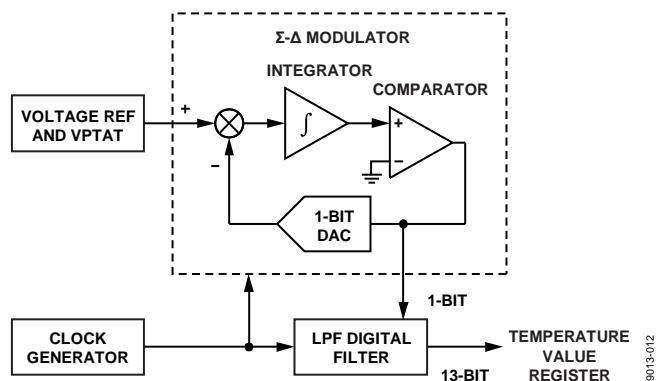 Σ-Δ MODULATOR
INTEGRATOR
COMPARATOR
VOLTAGE REF
AND VPTAT
+
−
∫
+
−
1-BIT
DAC
1-BIT
CLOCK
GENERATOR
LPF DIGITAL
FILTER
13-BIT
TEMPERATURE
VALUE
REGISTER
9013-012